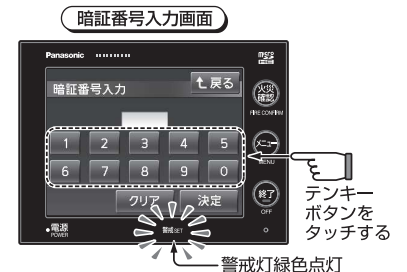 暗証番号入力画面
Panasonic
micro SD
暗証番号入力
戻る
火災確認
FIRE CONFIRM
1 2 3 4 5
6 7 8 9 0
メニュー
MENU
クリア 決定
終了
OFF
電源
POWER
警戒SET
テンキー
ボタンを
タッチする
警戒灯緑色点灯